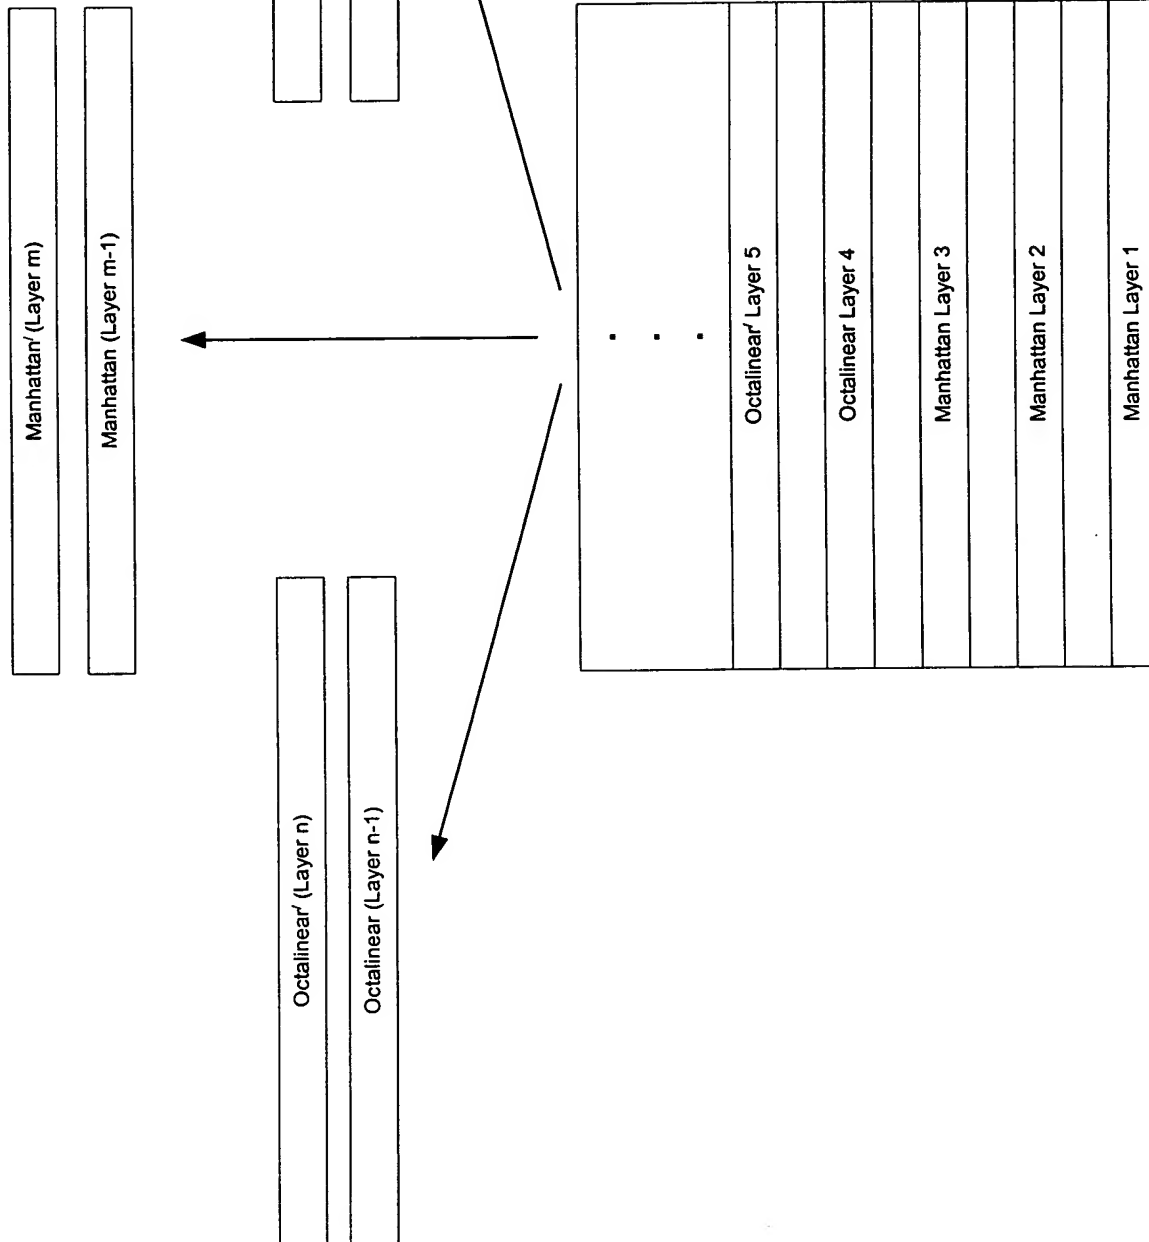 Manhattan′ (Layer m)
Manhattan (Layer m-1)
Octalinear′ (Layer n)
Octalinear (Layer n-1)
Octalinear′ Layer 5
Octalinear Layer 4
Manhattan Layer 3
Manhattan Layer 2
Manhattan Layer 1